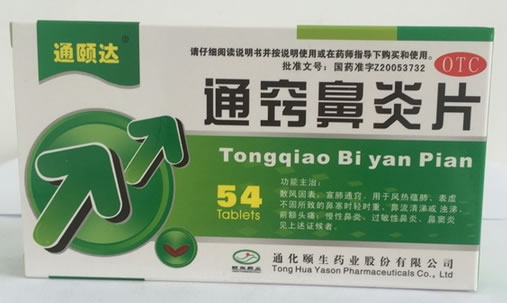 通颐达
请仔细阅读说明书并按说明使用或在药师指导下购买和使用。
批准文号：国药准字Z20053732
OTC
通窍鼻炎片
Tongqiao Bi yan Pian
54
Tablets
功能主治：
散风固表，宣肺通窍。用于风热蕴肺、表虚
不固所致的鼻塞时轻时重、鼻流清涕或浊涕、
前额头痛；慢性鼻炎、过敏性鼻炎、鼻窦炎
见上述证候者。
通化颐生药业股份有限公司
Tong Hua Yason Pharmaceuticals Co., Ltd